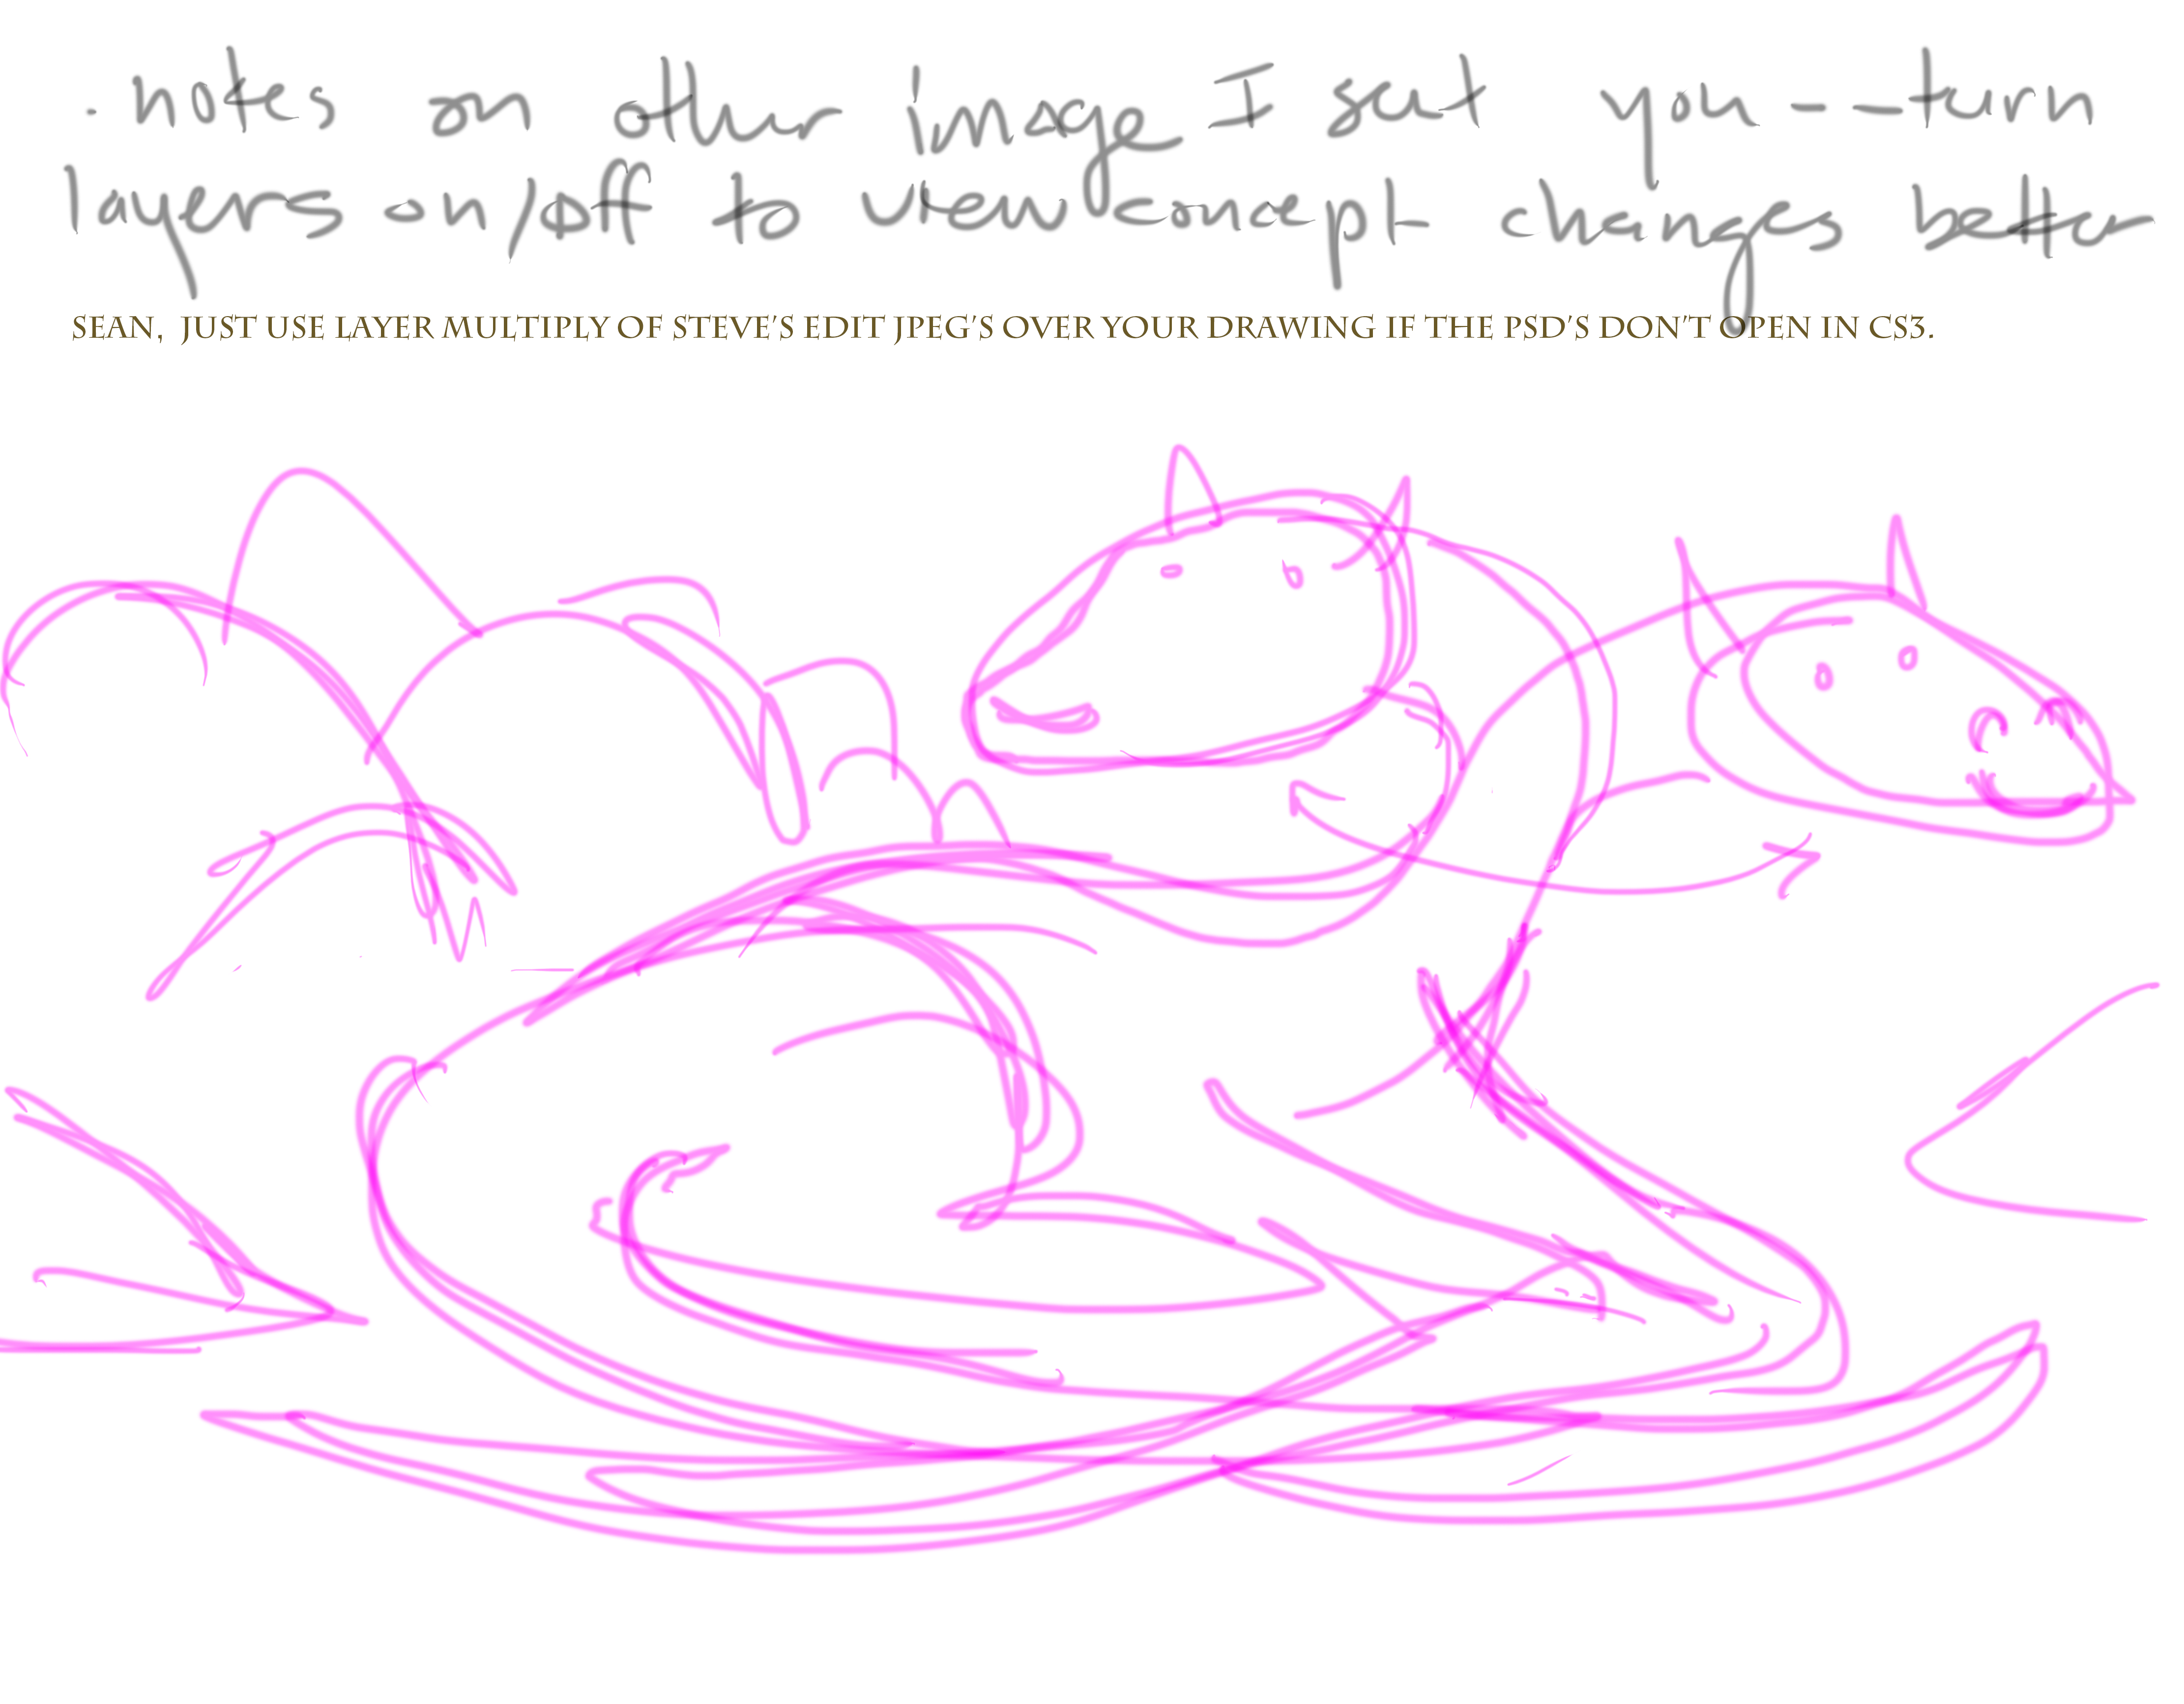 . notes on other image I sent you -- turn
layers on/off to view concept changes better
SEAN, JUST USE LAYER MULTIPLY OF STEVE'S EDIT JPEG'S OVER YOUR DRAWING IF THE PSD'S DON'T OPEN IN CS3.